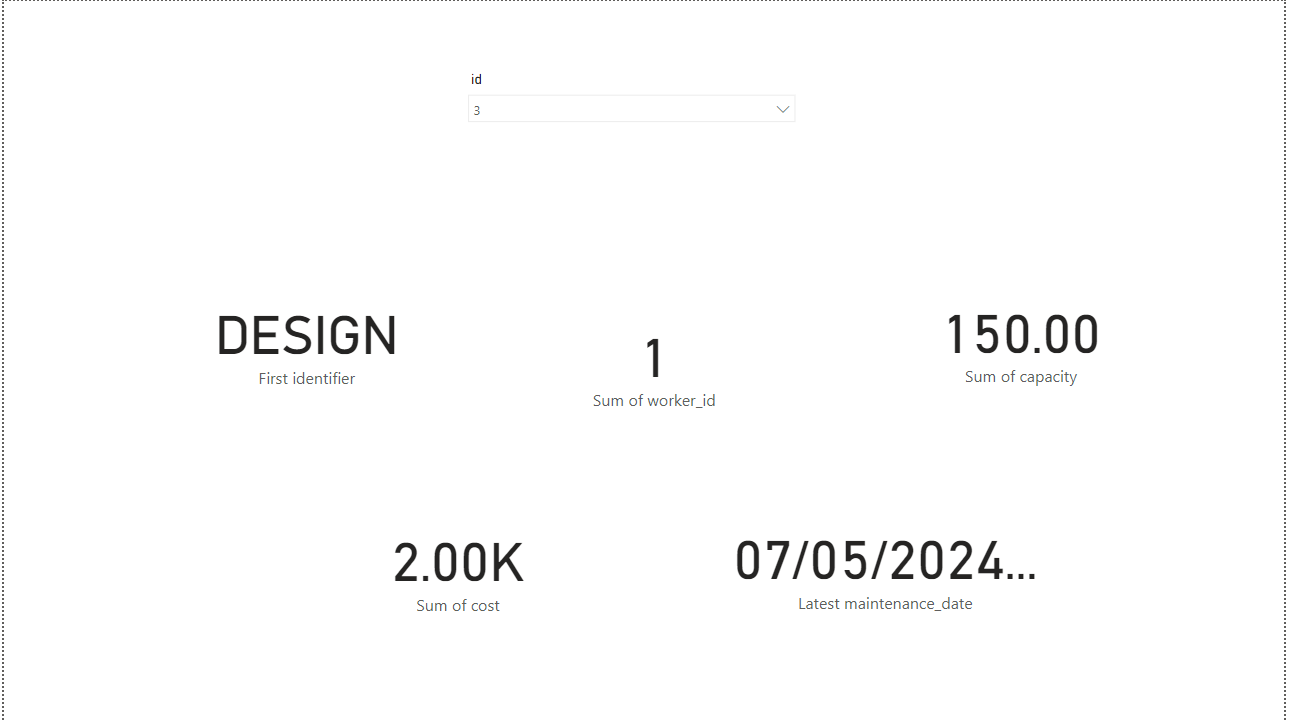 id
3
DESIGN
First identifier
1
Sum of worker_id
150.00
Sum of capacity
2.00K
Sum of cost
07/05/2024...
Latest maintenance_date